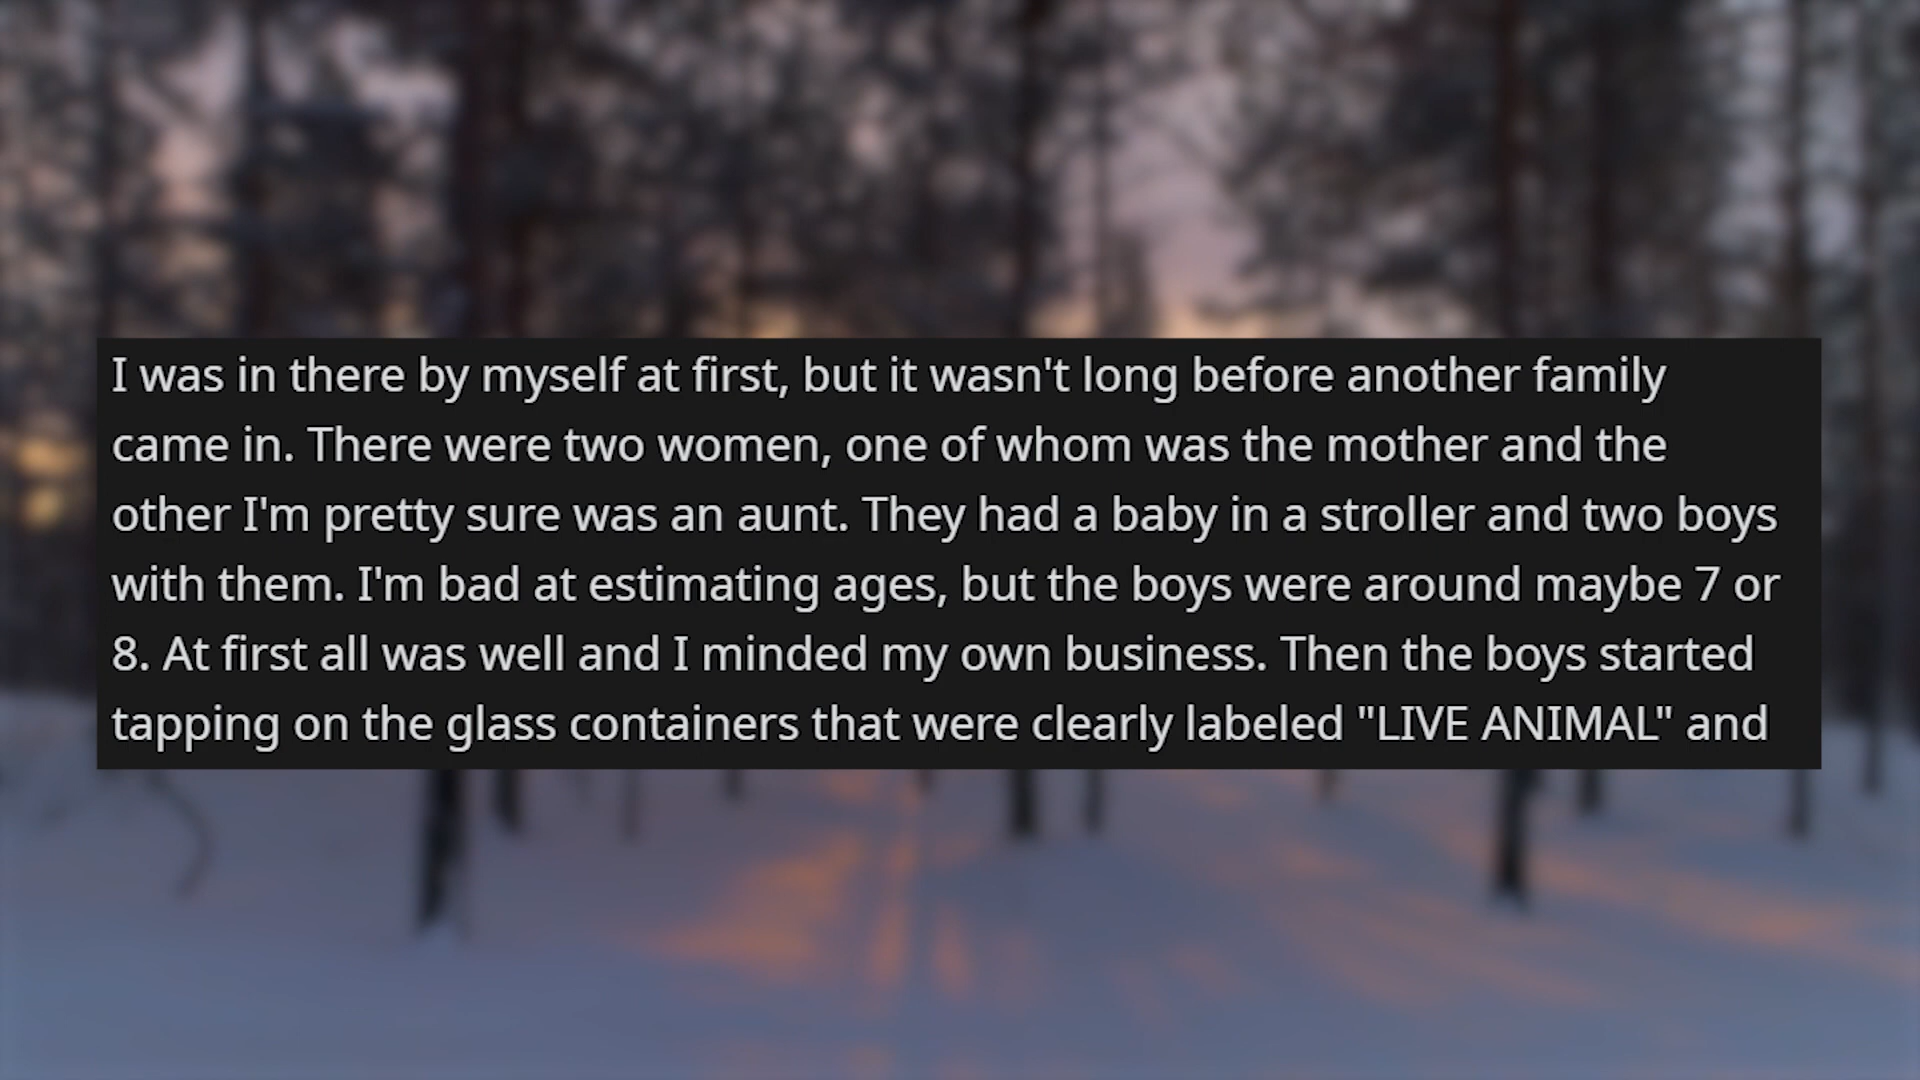 I was in there by myself at first, but it wasn't long before another family
came in. There were two women, one of whom was the mother and the
other I'm pretty sure was an aunt. They had a baby in a stroller and two boys
with them. I'm bad at estimating ages, but the boys were around maybe 7 or
8. At first all was well and I minded my own business. Then the boys started
tapping on the glass containers that were clearly labeled "LIVE ANIMAL" and